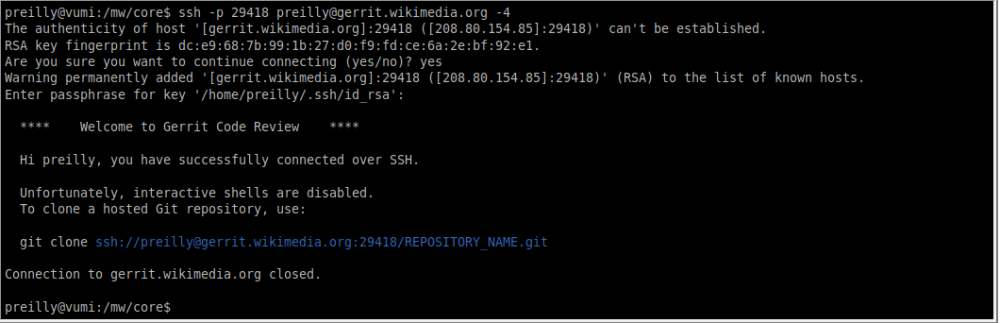 preilly@vumi:/mw/core$ ssh -p 29418 preilly@gerrit.wikimedia.org -4
The authenticity of host '[gerrit.wikimedia.org]:29418 ([208.80.154.85]:29418)' can't be established.
RSA key fingerprint is dc:e9:68:7b:99:1b:27:d0:f9:fd:ce:6a:2e:bf:92:e1.
Are you sure you want to continue connecting (yes/no)? yes
Warning permanently added '[gerrit.wikimedia.org]:29418 ([208.80.154.85]:29418)' (RSA) to the list of known hosts.
Enter passphrase for key '/home/preilly/.ssh/id_rsa':
**** Welcome to Gerrit Code Review ****
Hi preilly, you have successfully connected over SSH.
Unfortunately, interactive shells are disabled.
To clone a hosted Git repository, use:
git clone ssh://preilly@gerrit.wikimedia.org:29418/REPOSITORY_NAME.git
Connection to gerrit.wikimedia.org closed.
preilly@vumi:/mw/core$